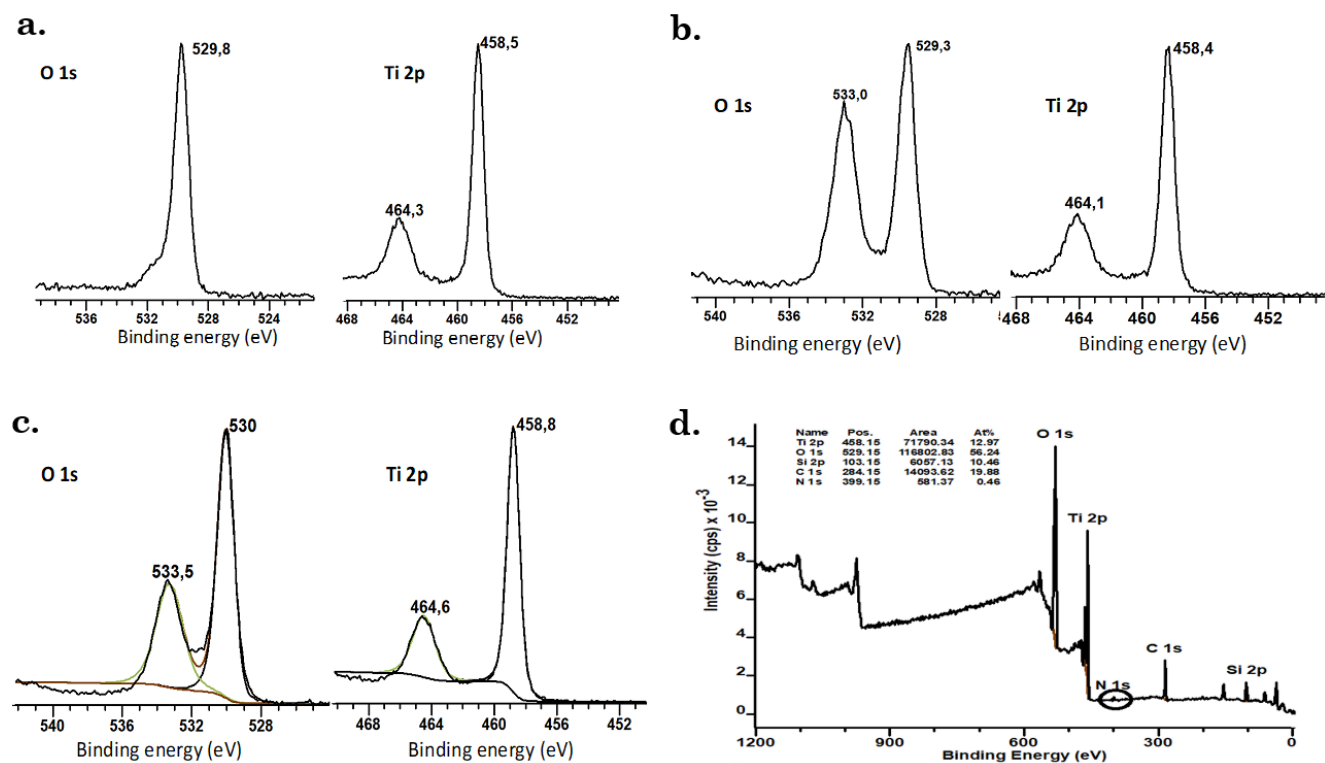 a.
O 1s
529,8
536 528 524
Binding energy (eV)
Ti 2p
458,5
464,3
468 464 460 452
Binding energy (eV)
b.
O 1s
533,0
529,3
540 536 532 528
Binding energy (eV)
Ti 2p
458,4
464,1
468 464 456 452
Binding energy (eV)
c.
O 1s
530
533,5
540 534 530 528
Binding energy (eV)
Ti 2p
458,8
464,6
468 464 460 456 454 452
Binding energy (eV)
d.
Name Pos. Area At%
Ti 2p 458.15 71790.34 12.97
O 1s 529.15 116802.83 56.24
Si 2p 103.15 6057.13 10.46
C 1s 284.15 14093.62 19.88
N 1s 399.15 581.37 0.46
O 1s
Ti 2p
C 1s
Si 2p
N 1s
14
12
10
8
6
4
2
0
Intensity (cps) x 10⁻³
1200 900 600 300 0
Binding Energy (eV)